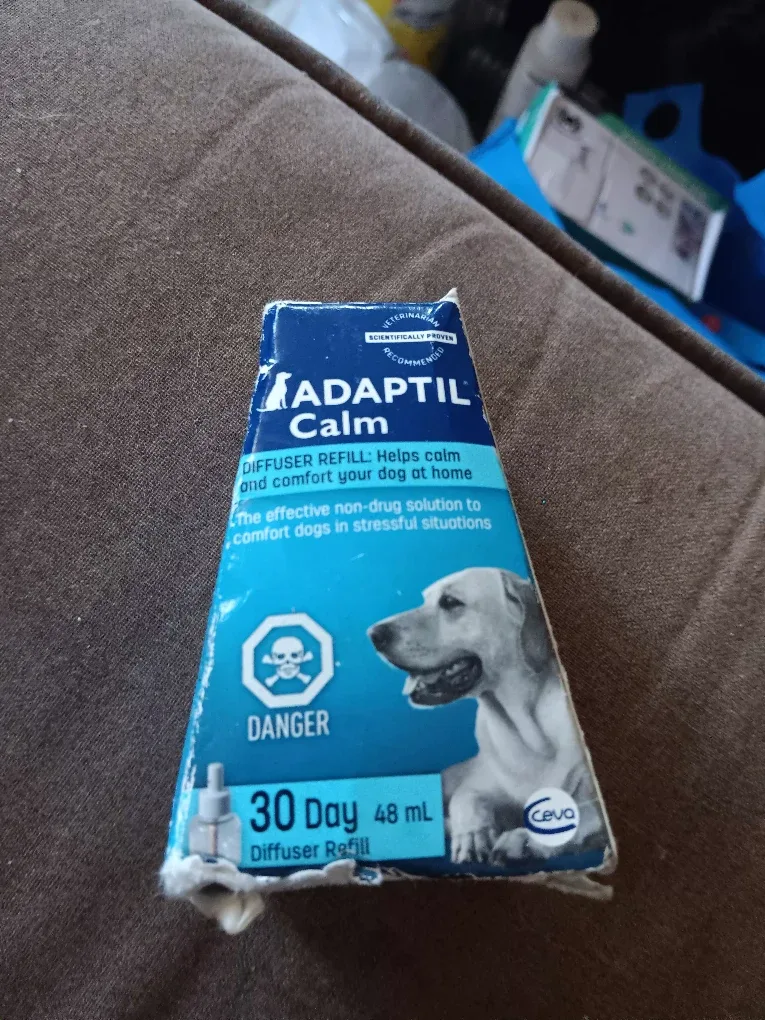 VETERINARIAN
SCIENTIFICALLY PROVEN
RECOMMENDED
ADAPTIL
Calm
DIFFUSER REFILL: Helps calm
and comfort your dog at home
The effective non-drug solution to
comfort dogs in stressful situations
DANGER
30 Day 48 mL
Diffuser Refill
Ceva